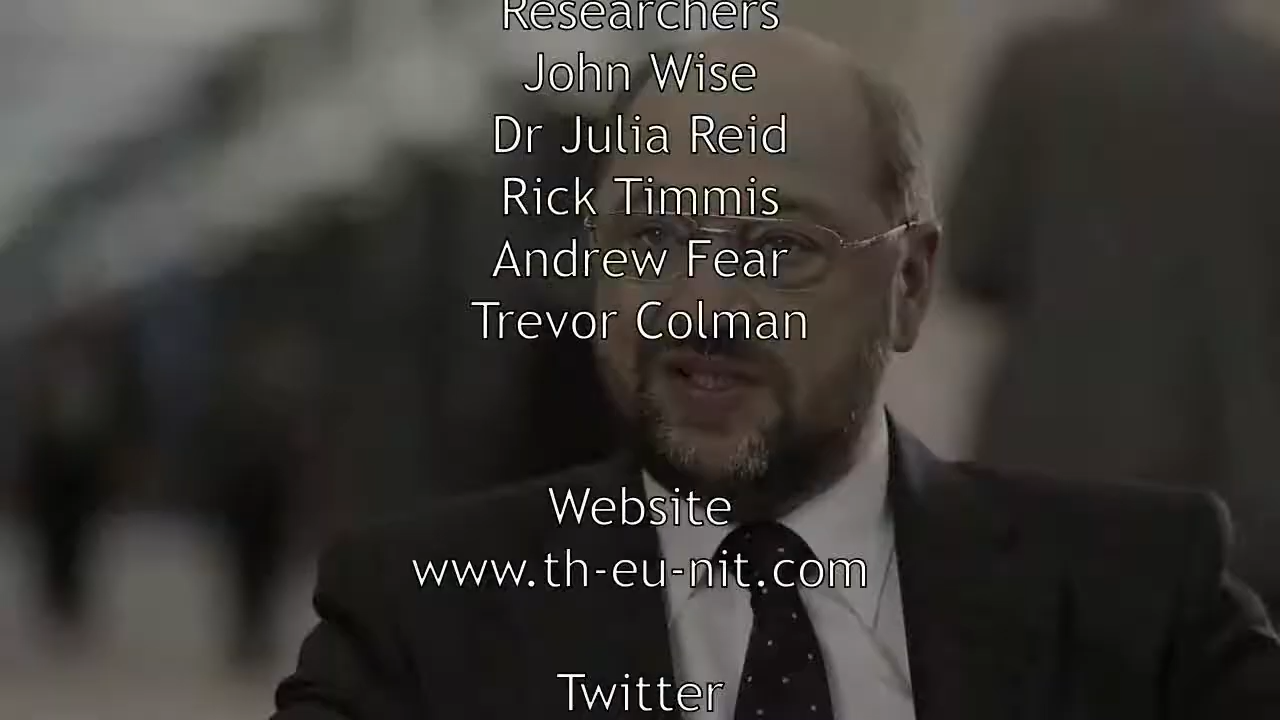 Researchers
John Wise
Dr Julia Reid
Rick Timmis
Andrew Fear
Trevor Colman
Website
www.th-eu-nit.com
Twitter